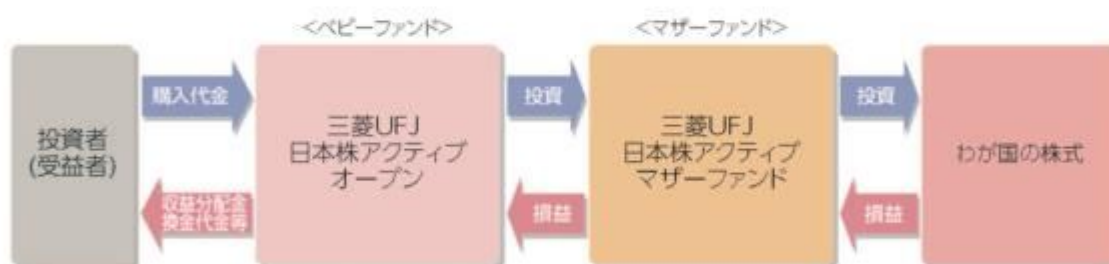 <ベビーファンド>
<マザーファンド>
投資者
(受益者)
購入代金
収益分配金
換金代金等
三菱UFJ
日本株アクティブ
オープン
投資
損益
三菱UFJ
日本株アクティブ
マザーファンド
投資
損益
わが国の株式